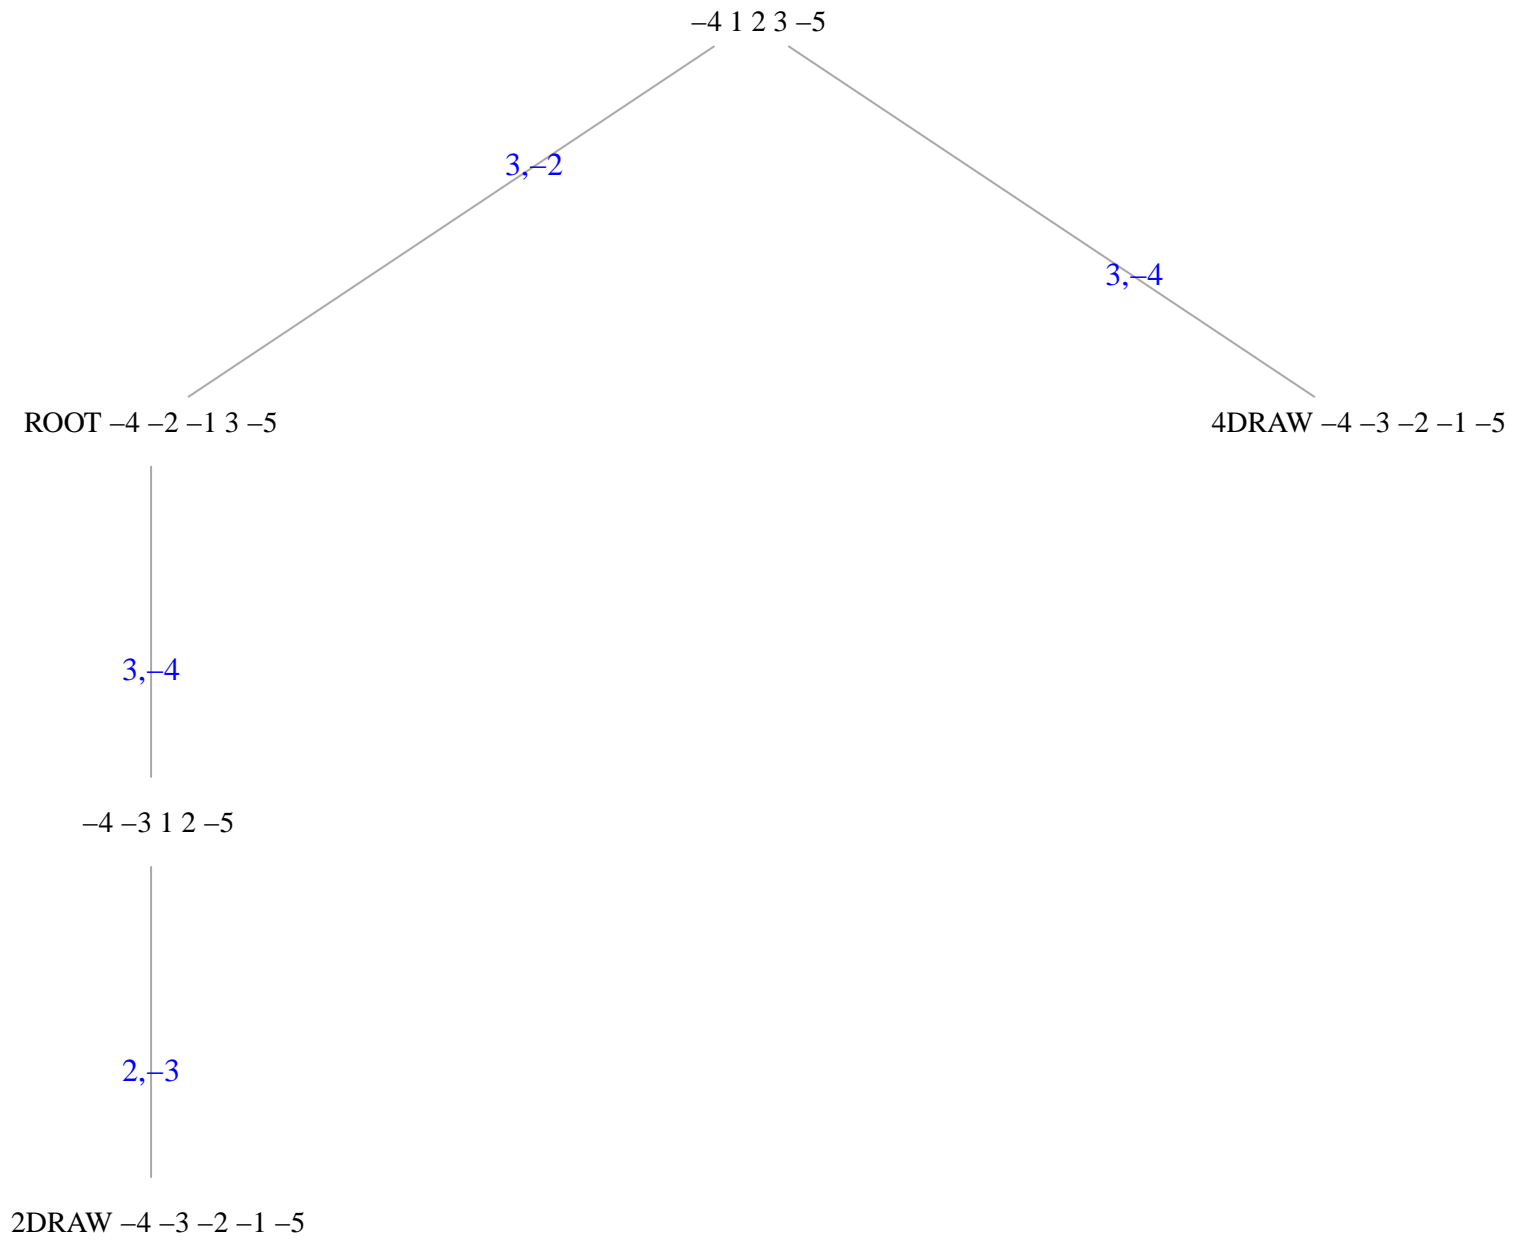 –4 1 2 3 –5
3,–2
3,–4
ROOT –4 –2 –1 3 –5
4DRAW –4 –3 –2 –1 –5
3,–4
–4 –3 1 2 –5
2,–3
2DRAW –4 –3 –2 –1 –5